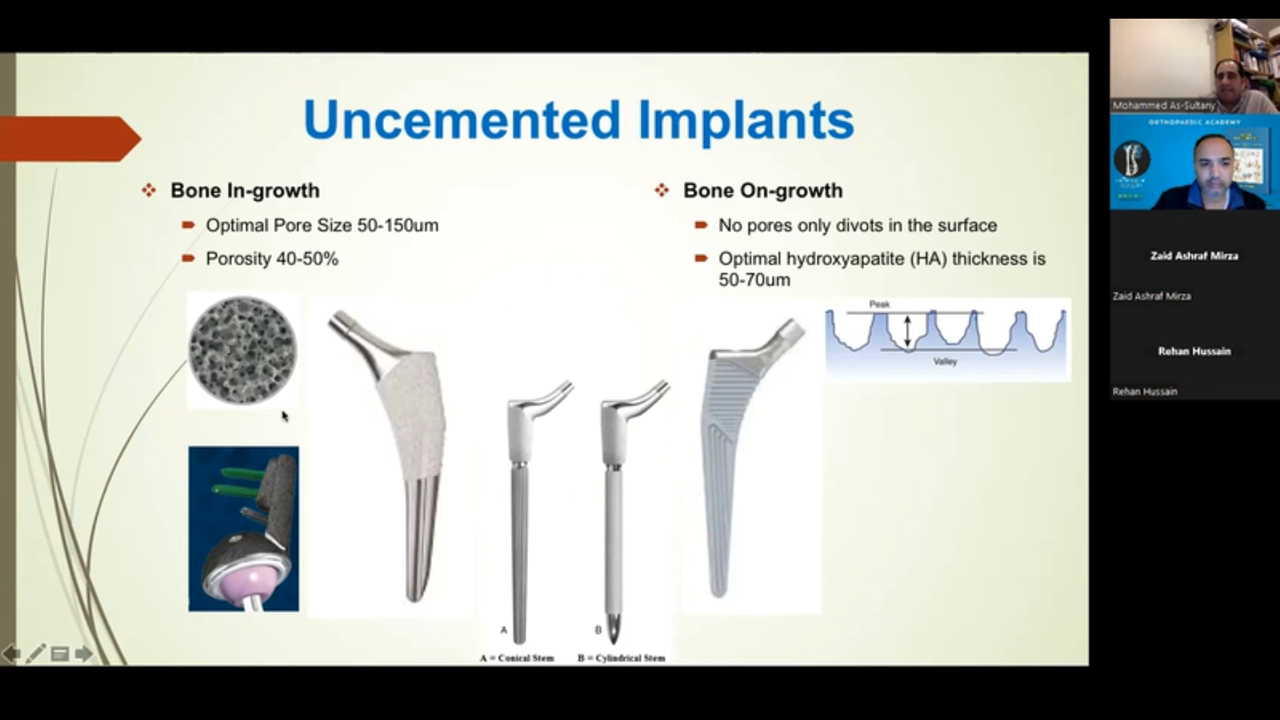 Uncemented Implants
Bone In-growth
Optimal Pore Size 50-150um
Porosity 40-50%
Bone On-growth
No pores only divots in the surface
Optimal hydroxyapatite (HA) thickness is
50-70um
Peak
Valley
A
B
A = Conical Stem
B = Cylindrical Stem
Mohammed As-Sultany
ORTHOPAEDIC ACADEMY
Zaid Ashraf Mirza
Zaid Ashraf Mirza
Rehan Hussain
Rehan Hussain